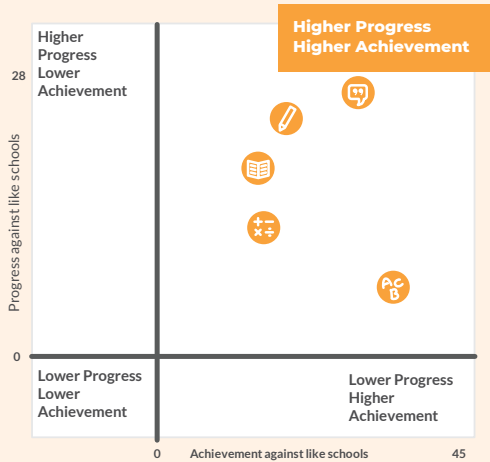 Higher Progress
Higher Achievement
Higher
Progress
Lower
Achievement
28
Progress against like schools
A C
B
0
Lower Progress
Lower
Achievement
Lower Progress
Higher
Achievement
0
Achievement against like schools
45